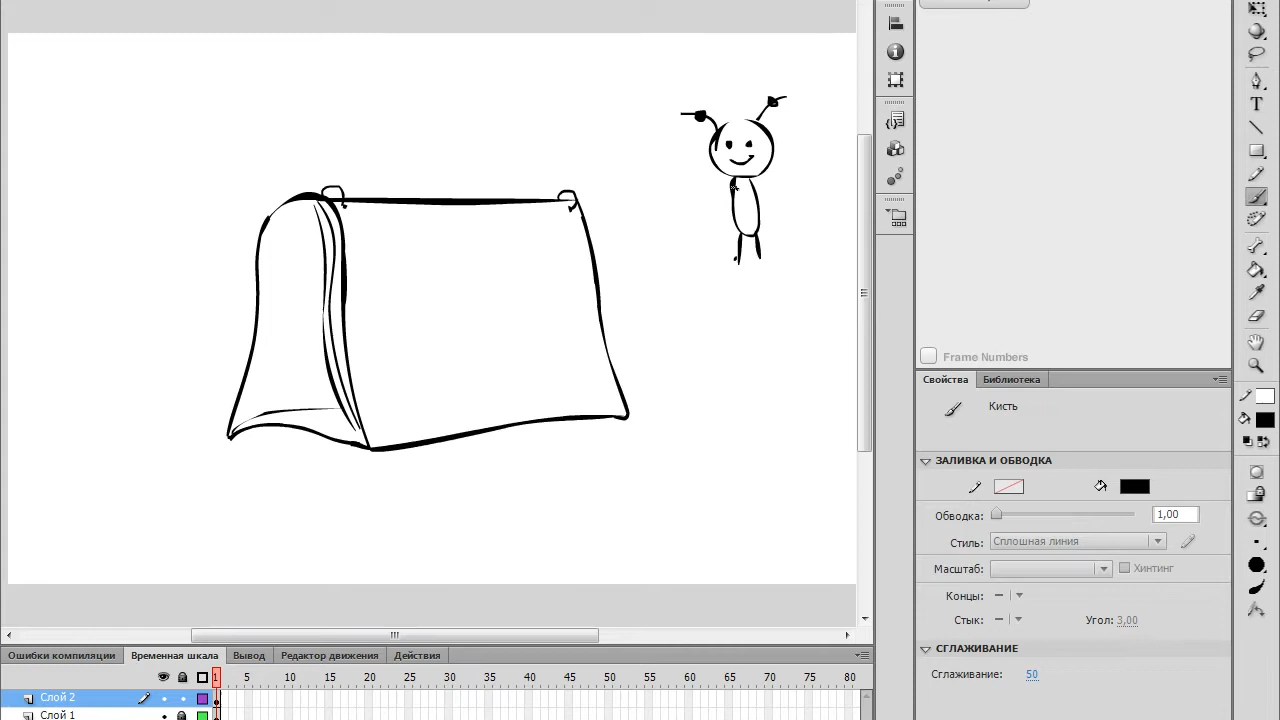 Frame Numbers
Свойства Библиотека
Кисть
ЗАЛИВКА И ОБВОДКА
Обводка: 1,00
Стиль: Сплошная линия
Масштаб: Хинтинг
Концы:
Стык: Угол: 3,00
СГЛАЖИВАНИЕ
Сглаживание: 50
Ошибки компиляции Временная шкала Вывод Редактор движения Действия
1 5 10 15 20 25 30 35 40 45 50 55 60 65 70 75 80
Слой 2
Слой 1